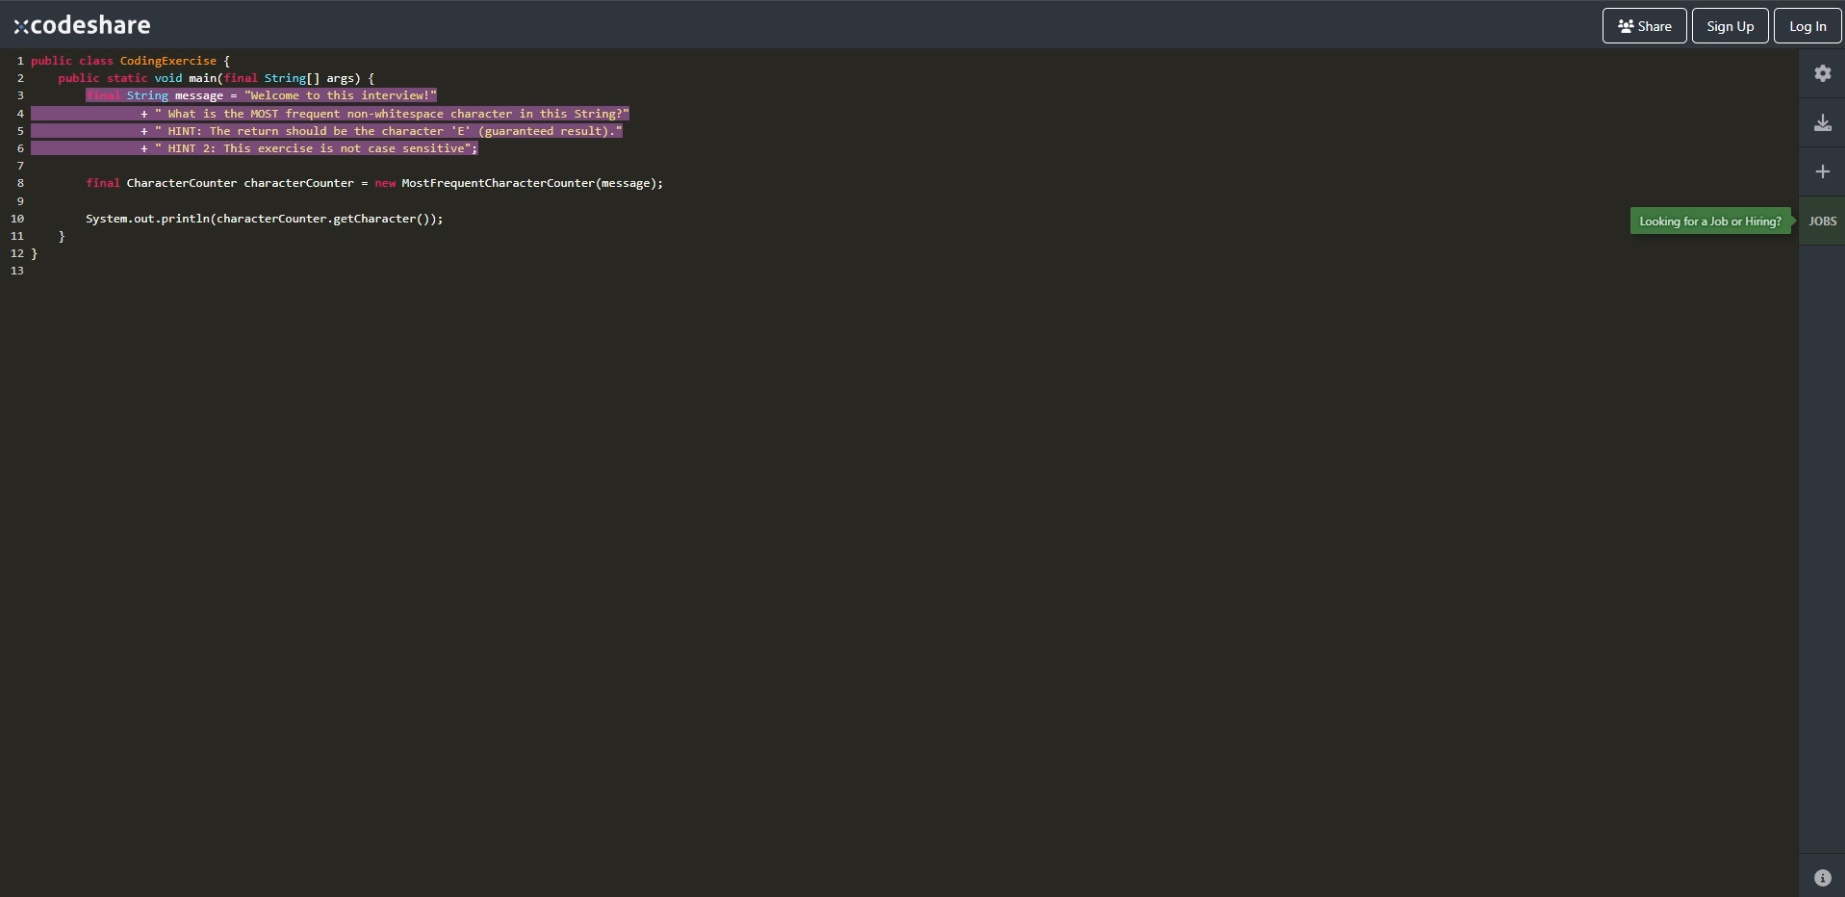 codeshare
Share
Sign Up
Log In
1 public class CodingExercise {
2 public static void main(final String[] args) {
3 final String message = "Welcome to this interview!"
4 + " What is the MOST frequent non-whitespace character in this String?"
5 + " HINT: The return should be the character 'E' (guaranteed result)."
6 + " HINT 2: This exercise is not case sensitive";
7
8 final CharacterCounter characterCounter = new MostFrequentCharacterCounter(message);
9
10 System.out.println(characterCounter.getCharacter());
11 }
12 }
13
Looking for a Job or Hiring?
JOBS